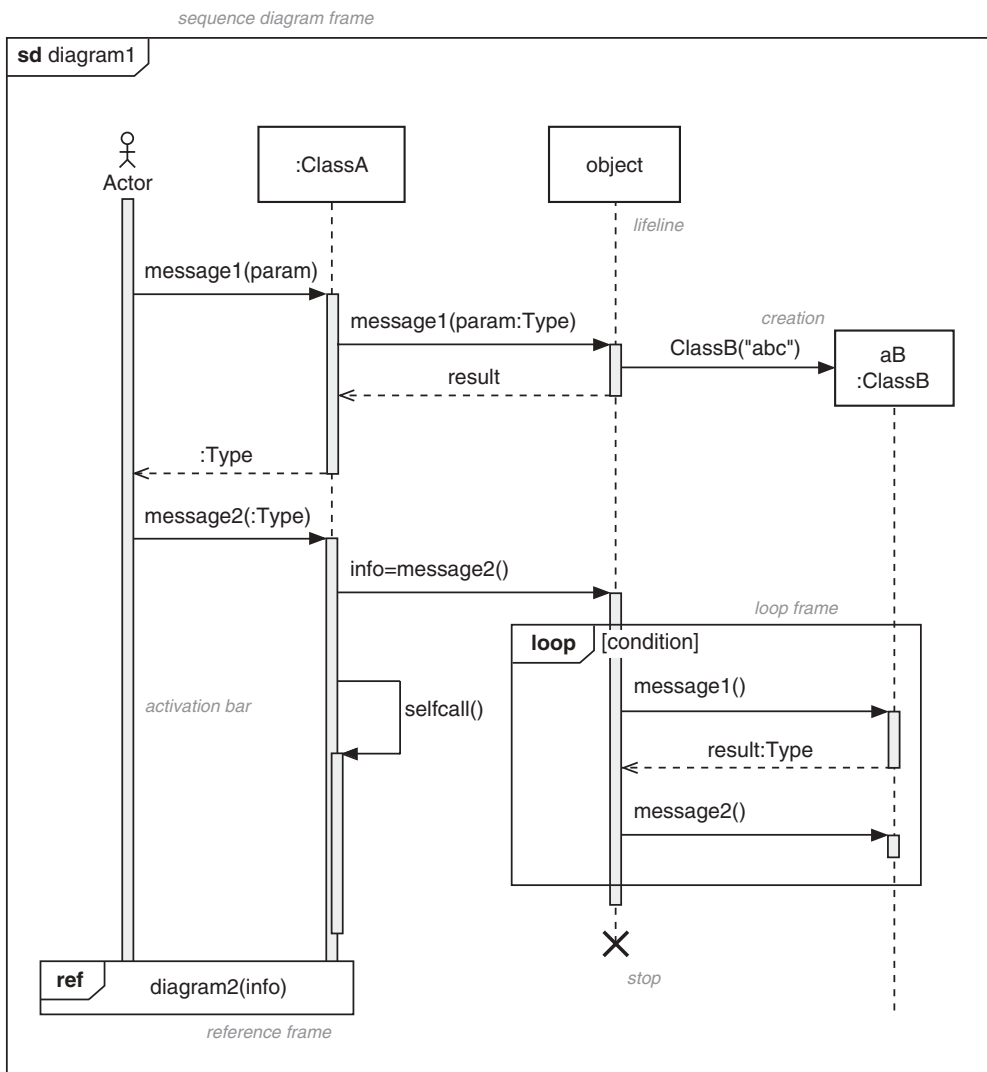 sequence diagram frame
sd diagram1
Actor
:ClassA
object
lifeline
message1(param)
message1(param:Type)
creation
ClassB("abc")
aB
:ClassB
result
:Type
message2(:Type)
info=message2()
loop frame
loop
[condition]
message1()
selfcall()
activation bar
result:Type
message2()
stop
ref
diagram2(info)
reference frame